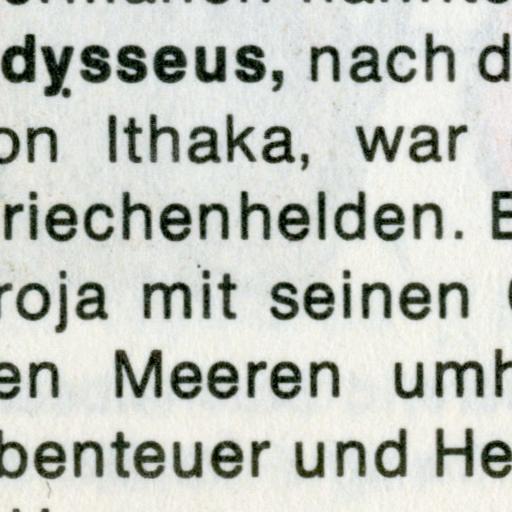 dysseus, nach d
on Ithaka, war
riechenhelden. E
roja mit seinen
en Meeren umh
benteuer und He